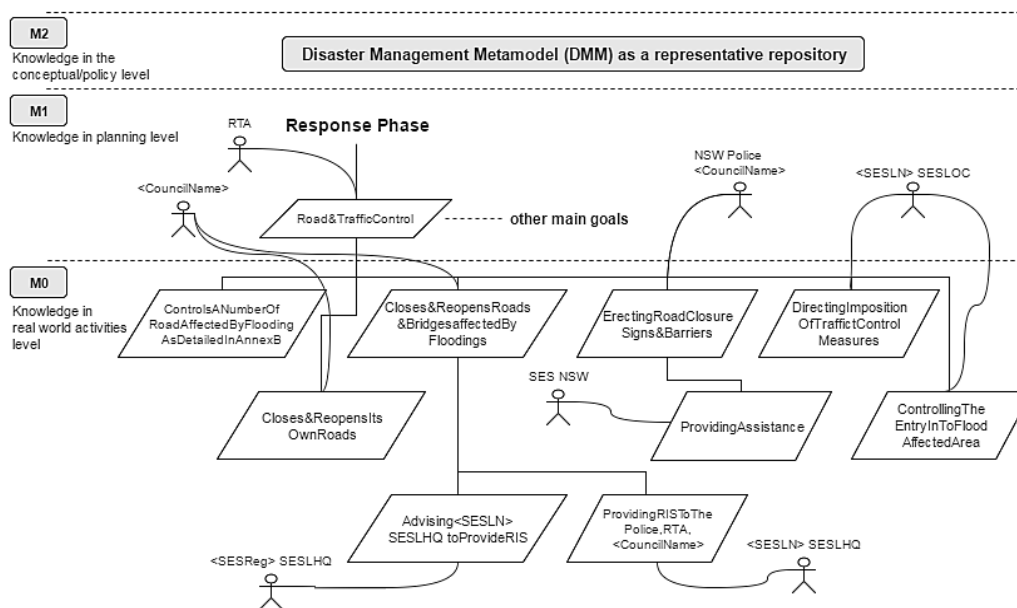 M2
Knowledge in the
conceptual/policy level
Disaster Management Metamodel (DMM) as a representative repository
M1
Knowledge in planning level
RTA
Response Phase
<CouncilName>
NSW Police
<CouncilName>
<SESLN> SESLOC
Road&TrafficControl
other main goals
M0
Knowledge in
real world activities
level
ControlsANumberOf
RoadAffectedByFlooding
AsDetailedInAnnexB
Closes&ReopensRoads
&BridgesaffectedBy
Floodings
ErectingRoadClosure
Signs&Barriers
DirectingImposition
OfTraffictControl
Measures
SES NSW
Closes&ReopensIts
OwnRoads
ProvidingAssistance
ControllingThe
EntryInToFlood
AffectedArea
Advising<SESLN>
SESLHQ toProvideRIS
ProvidingRISToThe
Police,RTA,
<CouncilName>
<SESReg> SESLHQ
<SESLN> SESLHQ